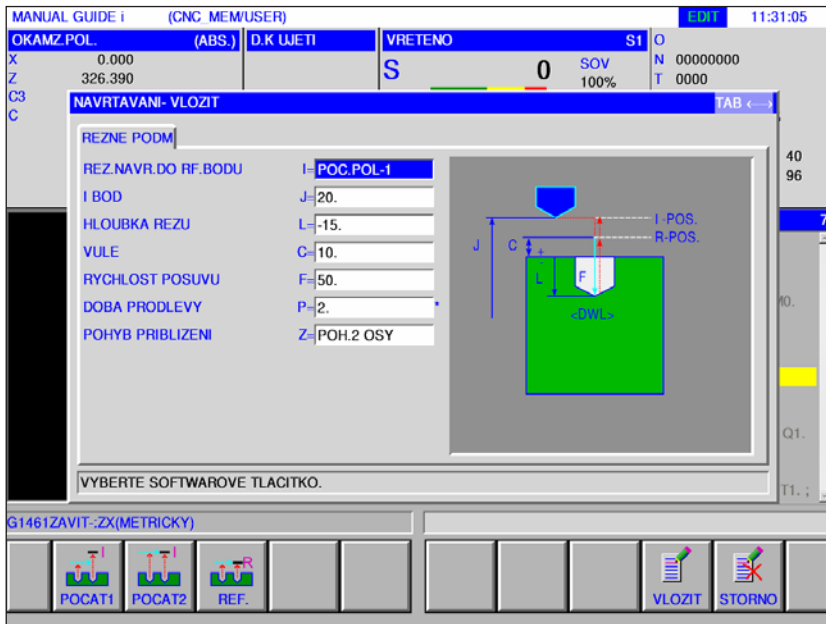 MANUAL GUIDE i (CNC_MEM/USER) EDIT 11:31:05
OKAMZ.POL. (ABS.) D.K UJETI VRETENO S1 O
X 0.000
Z 326.390
C3
C
S 0 SOV
100%
N 00000000
T 0000
NAVRTAVANI- VLOZIT TAB ←→
REZNE PODM
REZ.NAVR.DO RF.BODU I= POC.POL-1
I BOD J= 20.
HLOUBKA REZU L= -15.
VULE C= 10.
RYCHLOST POSUVU F= 50.
DOBA PRODLEVY P= 2. *
POHYB PRIBLIZENI Z= POH.2 OSY
I -POS.
R-POS.
J C + -
L F
<DWL>
40
96
7
M0.
Q1.
T1. ;
VYBERTE SOFTWAROVE TLACITKO.
G1461ZAVIT-:ZX(METRICKY)
I I R
POCAT1 POCAT2 REF. VLOZIT STORNO